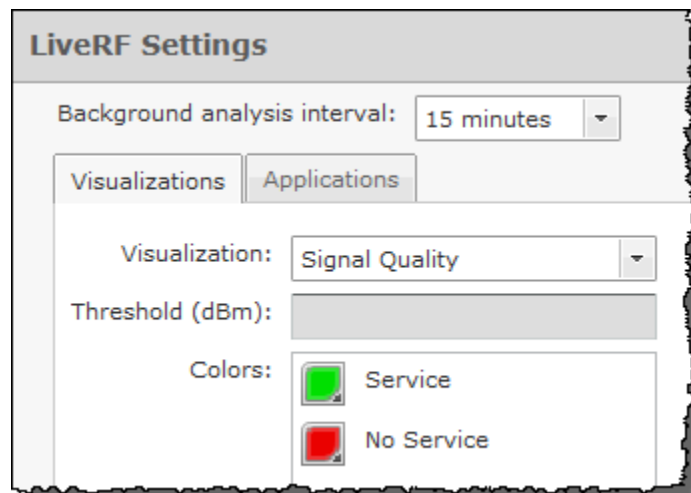 LiveRF Settings
Background analysis interval: 15 minutes
Visualizations Applications
Visualization: Signal Quality
Threshold (dBm):
Colors: Service
No Service